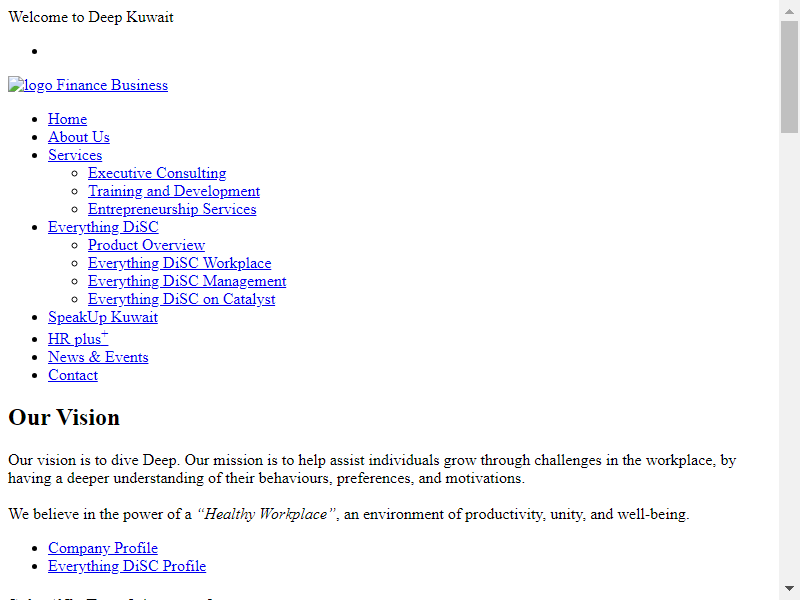 Welcome to Deep Kuwait
logo Finance Business
Home
About Us
Services
Executive Consulting
Training and Development
Entrepreneurship Services
Everything DiSC
Product Overview
Everything DiSC Workplace
Everything DiSC Management
Everything DiSC on Catalyst
SpeakUp Kuwait
HR plus+
News & Events
Contact
Our Vision
Our vision is to dive Deep. Our mission is to help assist individuals grow through challenges in the workplace, by
having a deeper understanding of their behaviours, preferences, and motivations.
We believe in the power of a “Healthy Workplace”, an environment of productivity, unity, and well-being.
Company Profile
Everything DiSC Profile